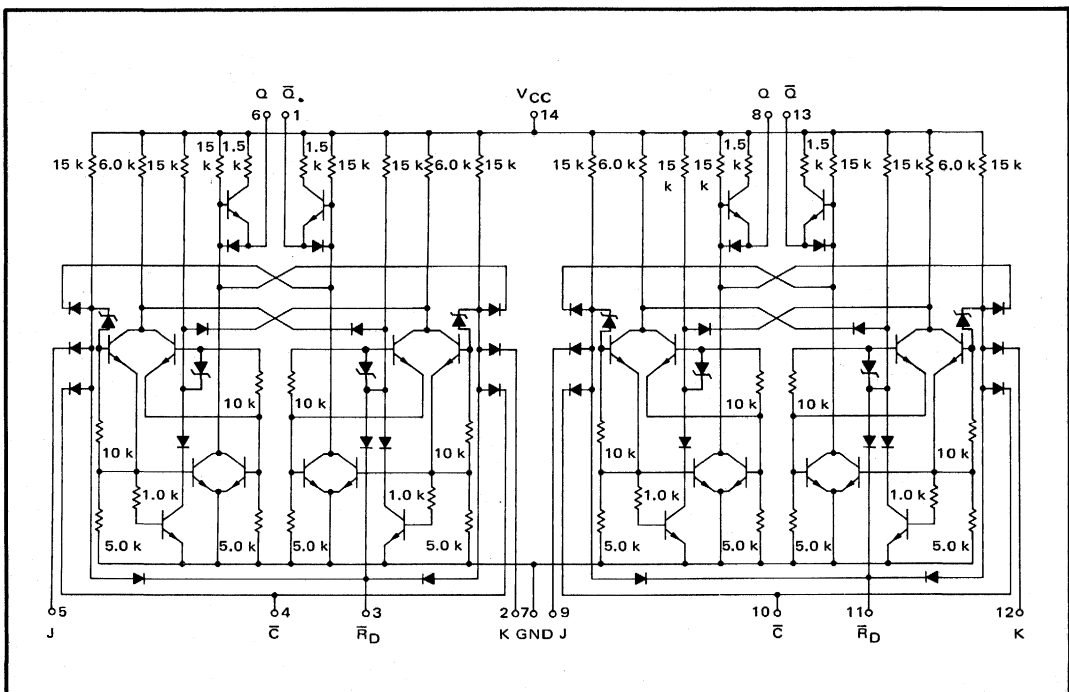 Q Q̅. VCC Q Q̅
6 1 14 8 13
15 k 6.0 k 15 k 15 k 1.5 k 1.5 k 15 k 15 k 6.0 k 15 k 15 k 6.0 k 15 k 15 k 1.5 k 1.5 k 15 k 15 k 6.0 k 15 k
10 k 10 k 10 k 10 k
10 k 10 k 10 k 10 k
1.0 k 1.0 k 1.0 k 1.0 k
5.0 k 5.0 k 5.0 k 5.0 k 5.0 k 5.0 k 5.0 k 5.0 k
5 4 3 2 7 9 10 11 12
J C̅ R̅D K GND J C̅ R̅D K